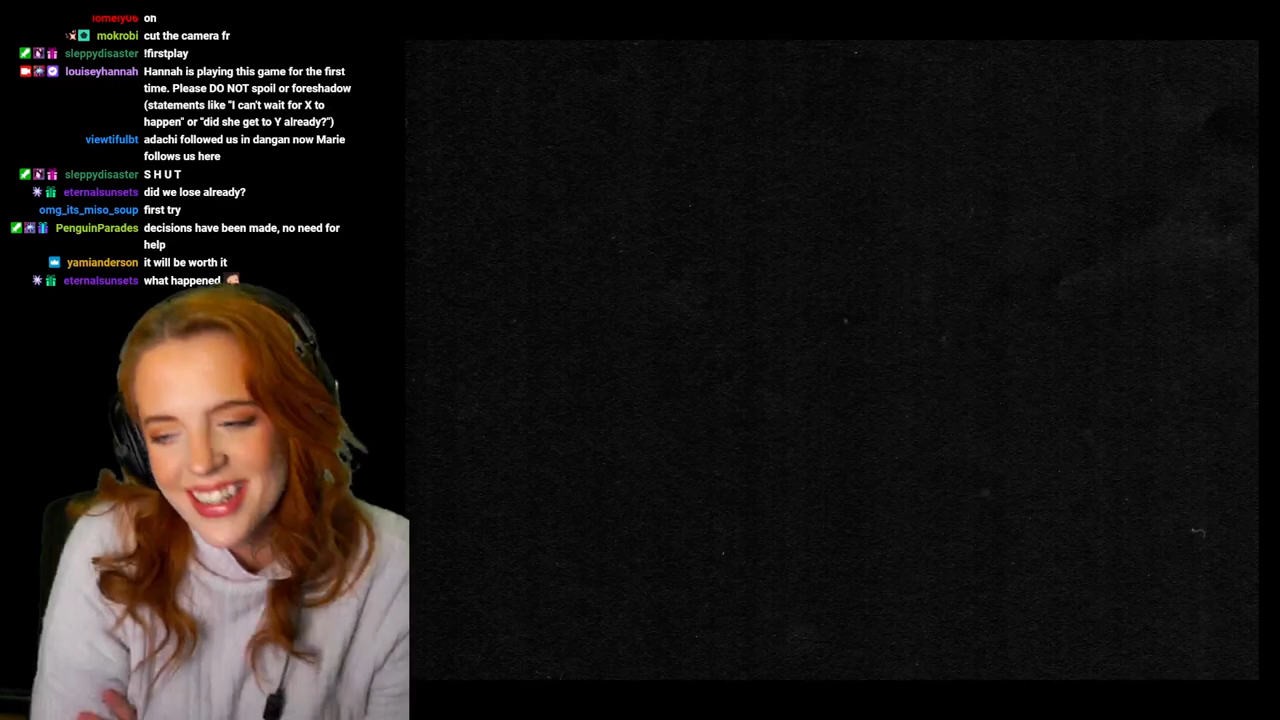 lomely06 on
mokrobi cut the camera fr
sleppydisaster !firstplay
louiseyhannah Hannah is playing this game for the first
time. Please DO NOT spoil or foreshadow
(statements like "I can't wait for X to
happen" or "did she get to Y already?")
viewtifulbt adachi followed us in dangan now Marie
follows us here
sleppydisaster S H U T
eternalsunsets did we lose already?
omg_its_miso_soup first try
PenguinParades decisions have been made, no need for
help
yamianderson it will be worth it
eternalsunsets what happened